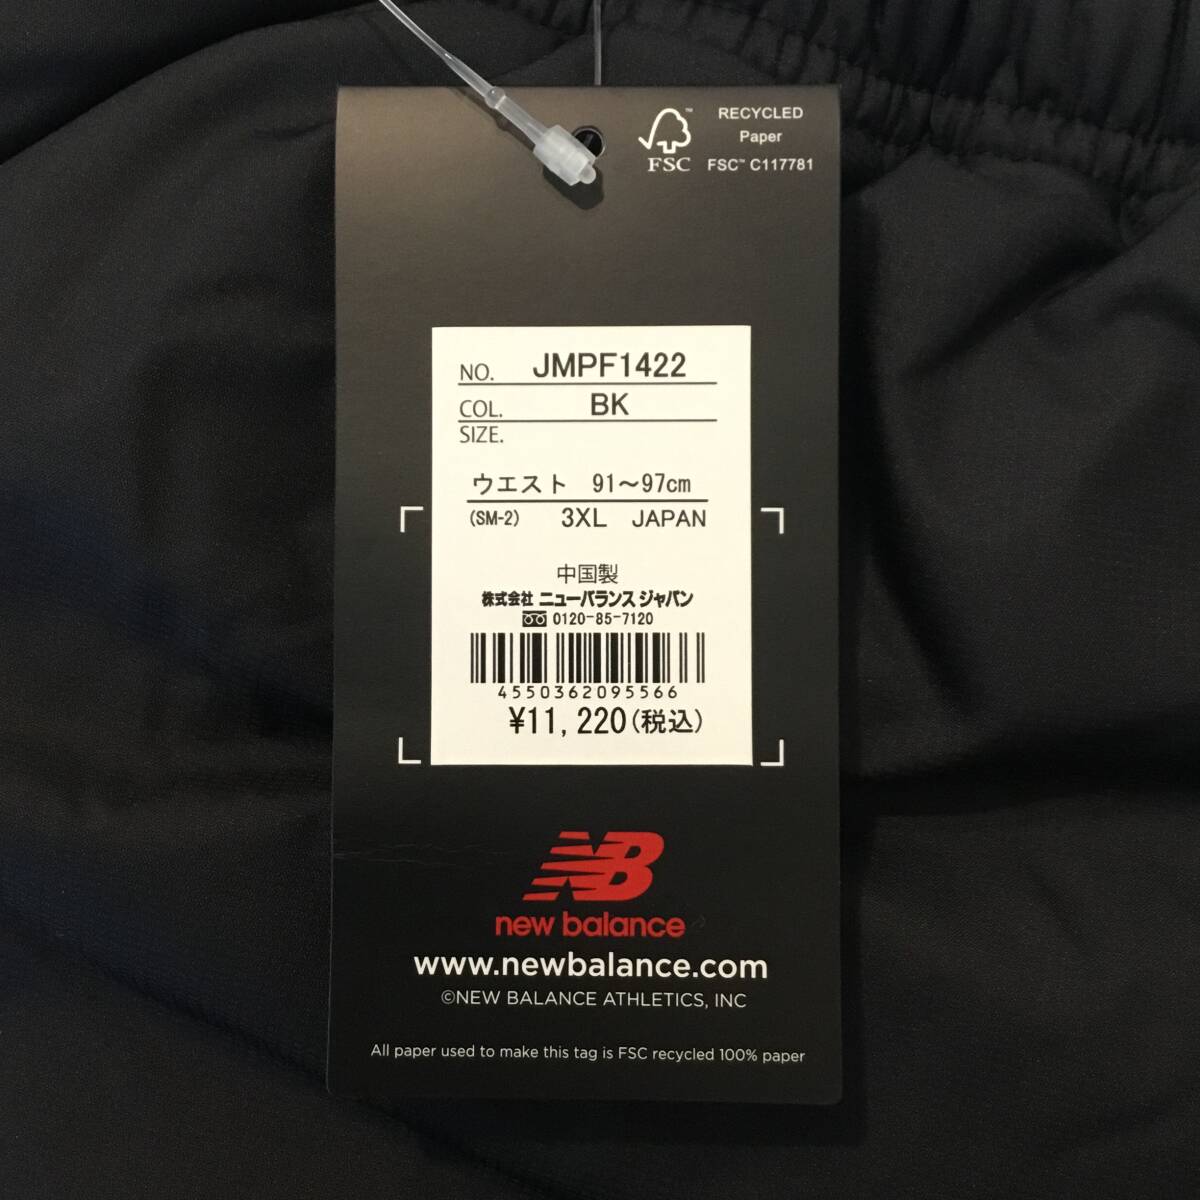 FSC™
RECYCLED
Paper
FSC™ C117781
NO. JMPF1422
COL. BK
SIZE.
ウエスト 91～97cm
(SM-2) 3XL JAPAN
中国製
株式会社 ニューバランス ジャパン
0120-85-7120
4550362095566
¥11,220(税込)
NB
new balance
www.newbalance.com
©NEW BALANCE ATHLETICS, INC
All paper used to make this tag is FSC recycled 100% paper